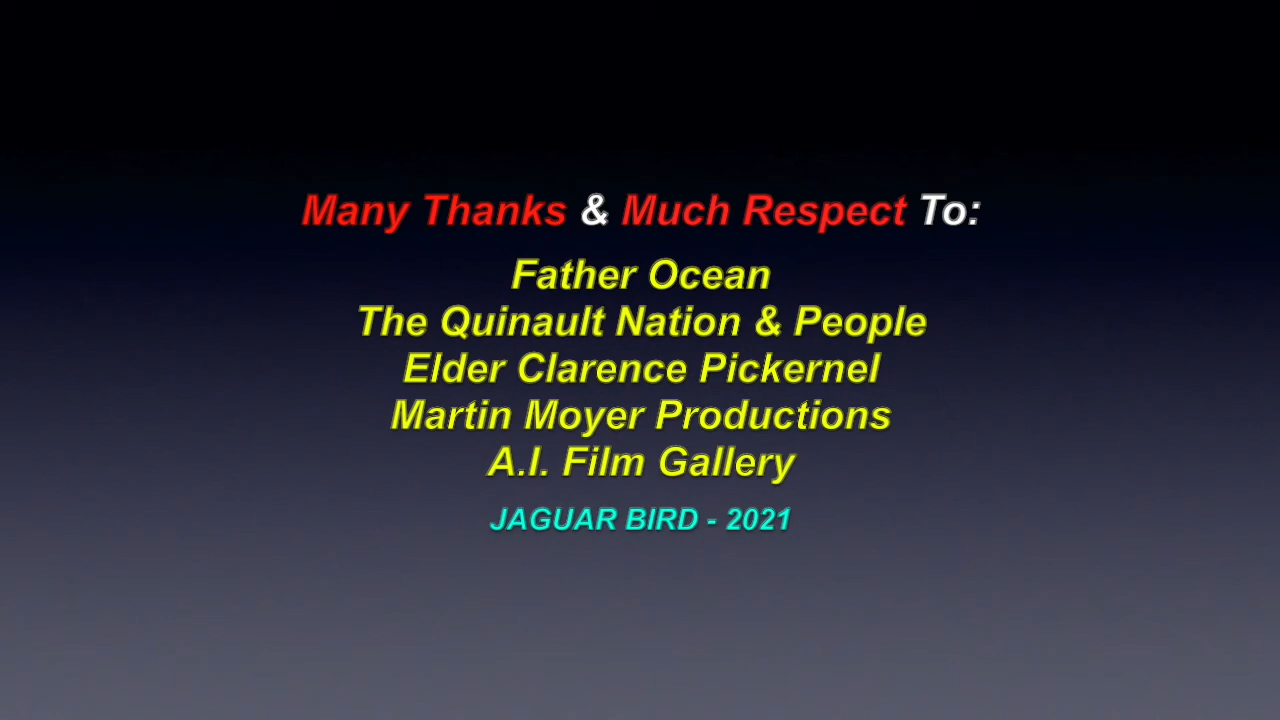 Many Thanks & Much Respect To:
Father Ocean
The Quinault Nation & People
Elder Clarence Pickernel
Martin Moyer Productions
A.I. Film Gallery
JAGUAR BIRD - 2021